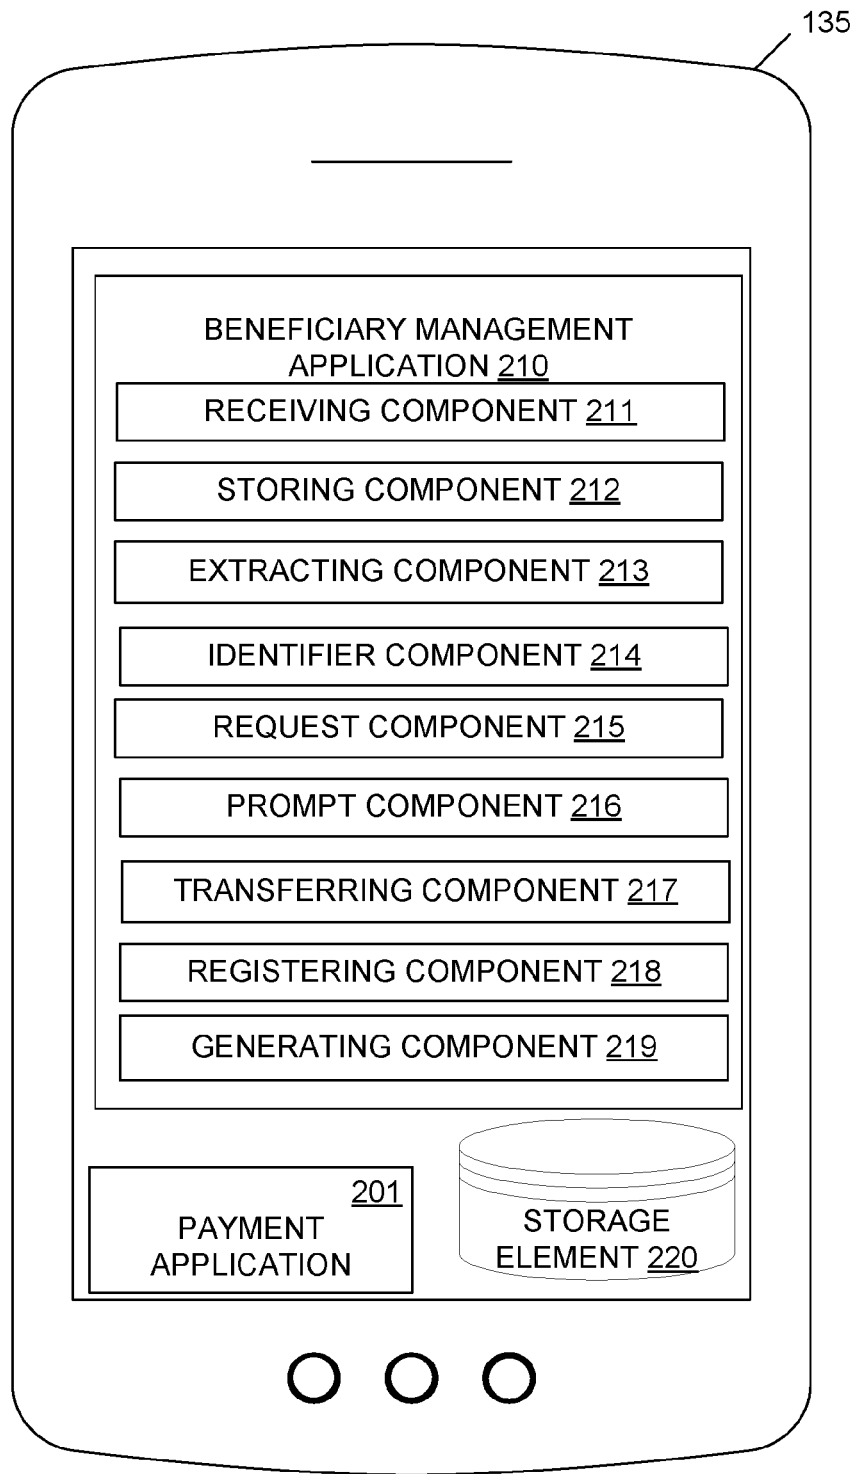 135
BENEFICIARY MANAGEMENT
APPLICATION 210
RECEIVING COMPONENT 211
STORING COMPONENT 212
EXTRACTING COMPONENT 213
IDENTIFIER COMPONENT 214
REQUEST COMPONENT 215
PROMPT COMPONENT 216
TRANSFERRING COMPONENT 217
REGISTERING COMPONENT 218
GENERATING COMPONENT 219
201
PAYMENT
APPLICATION
STORAGE
ELEMENT 220